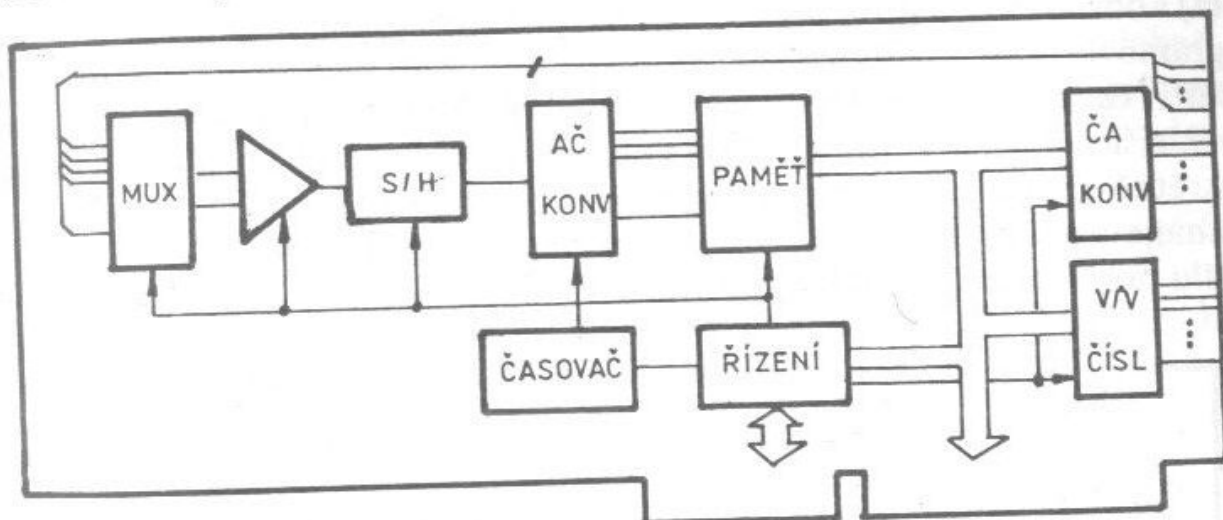 MUX
S/H
AČ
KONV
PAMĚŤ
ČA
KONV
ČASOVAČ
ŘÍZENÍ
V/V
ČÍSL